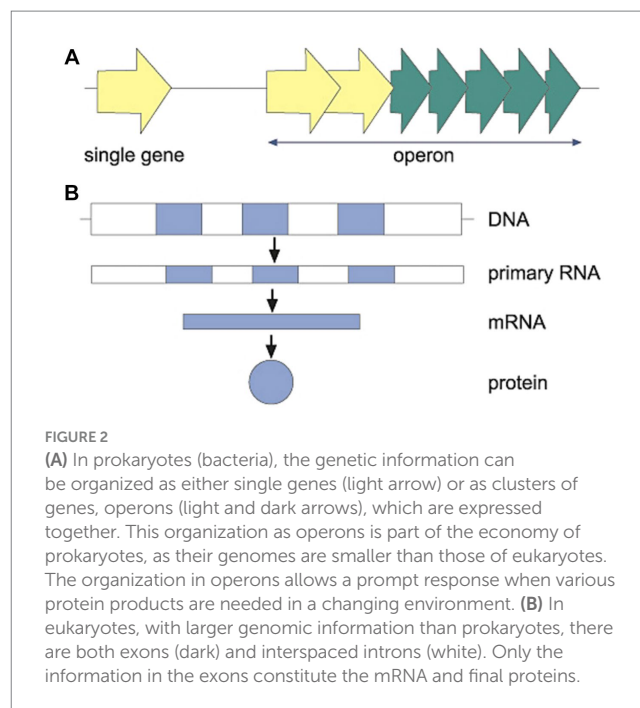 A
single gene
operon
B
DNA
primary RNA
mRNA
protein
FIGURE 2
(A) In prokaryotes (bacteria), the genetic information can
be organized as either single genes (light arrow) or as clusters of
genes, operons (light and dark arrows), which are expressed
together. This organization as operons is part of the economy of
prokaryotes, as their genomes are smaller than those of eukaryotes.
The organization in operons allows a prompt response when various
protein products are needed in a changing environment. (B) In
eukaryotes, with larger genomic information than prokaryotes, there
are both exons (dark) and interspaced introns (white). Only the
information in the exons constitute the mRNA and final proteins.